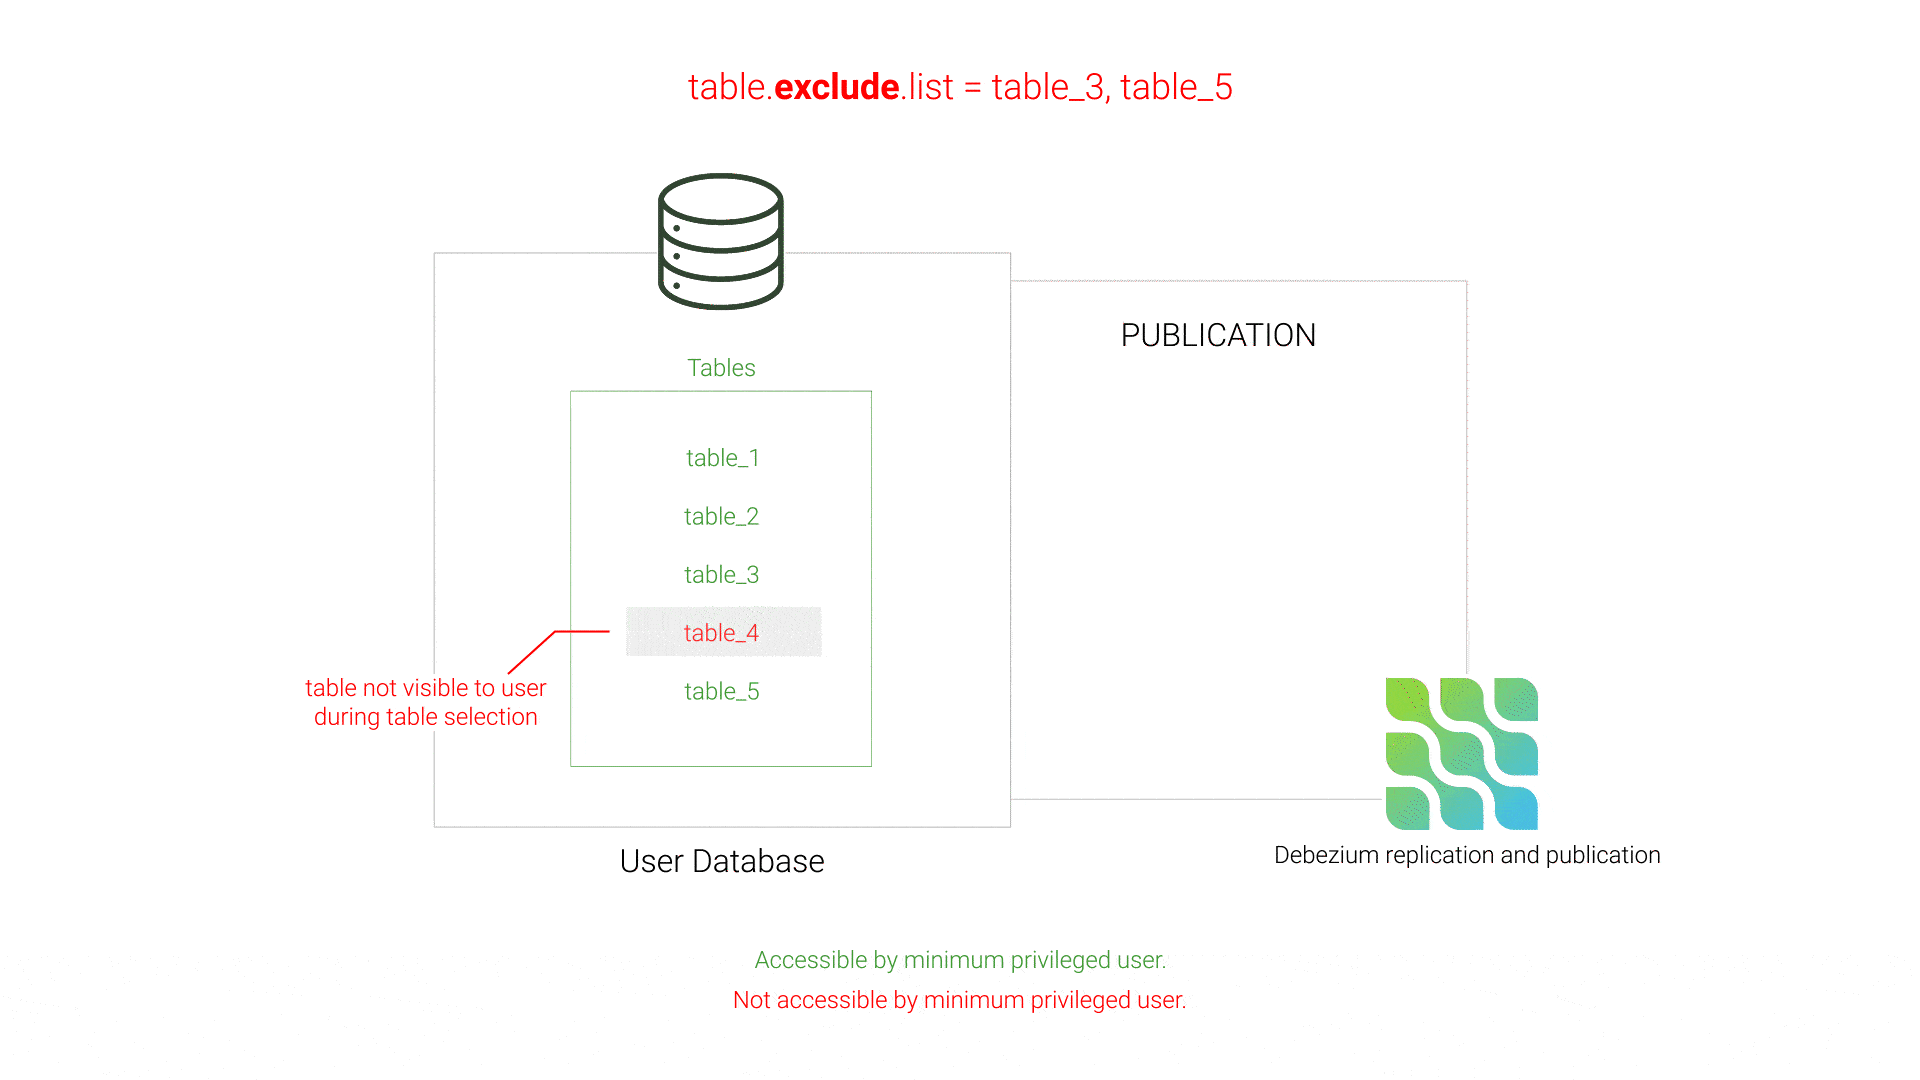 table.exclude.list = table_3, table_5
PUBLICATION
Tables
table_1
table_2
table_3
table_4
table_5
table not visible to user
during table selection
User Database
Debezium replication and publication
Accessible by minimum privileged user.
Not accessible by minimum privileged user.